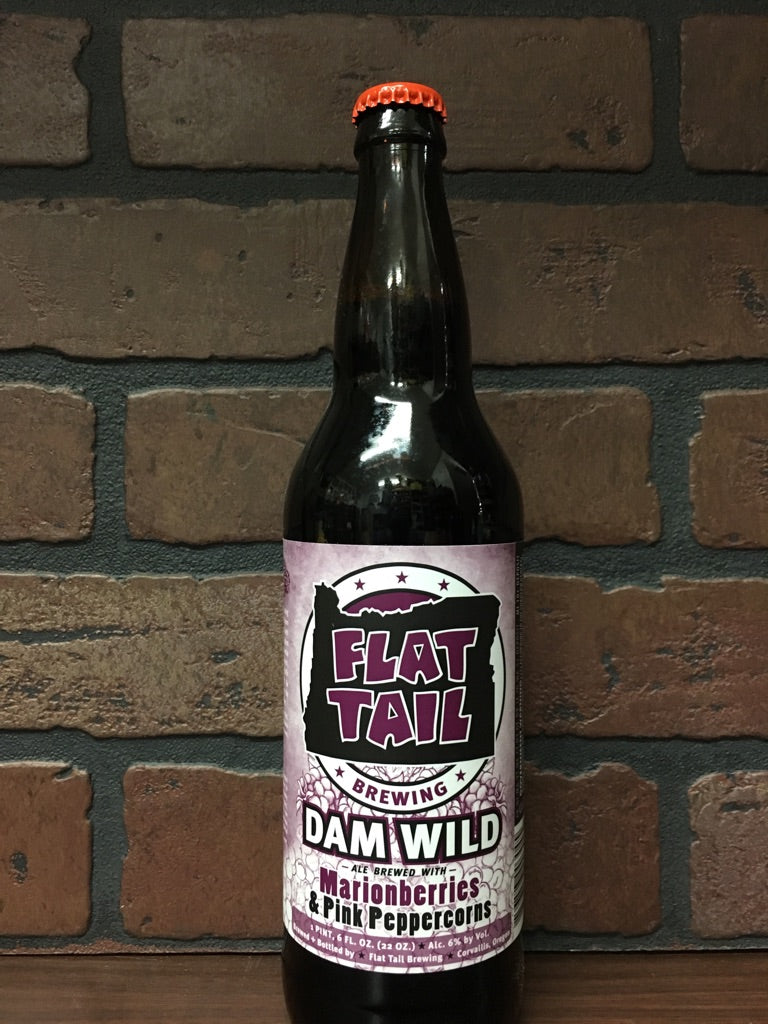 FLAT
TAIL
BREWING
DAM WILD
– ALE BREWED WITH –
Marionberries
& Pink Peppercorns
1 PINT, 6 FL. OZ. (22 OZ.) ★ Alc. 6% by Vol.
Brewed + Bottled by ★ Flat Tail Brewing ★ Corvallis, Oregon